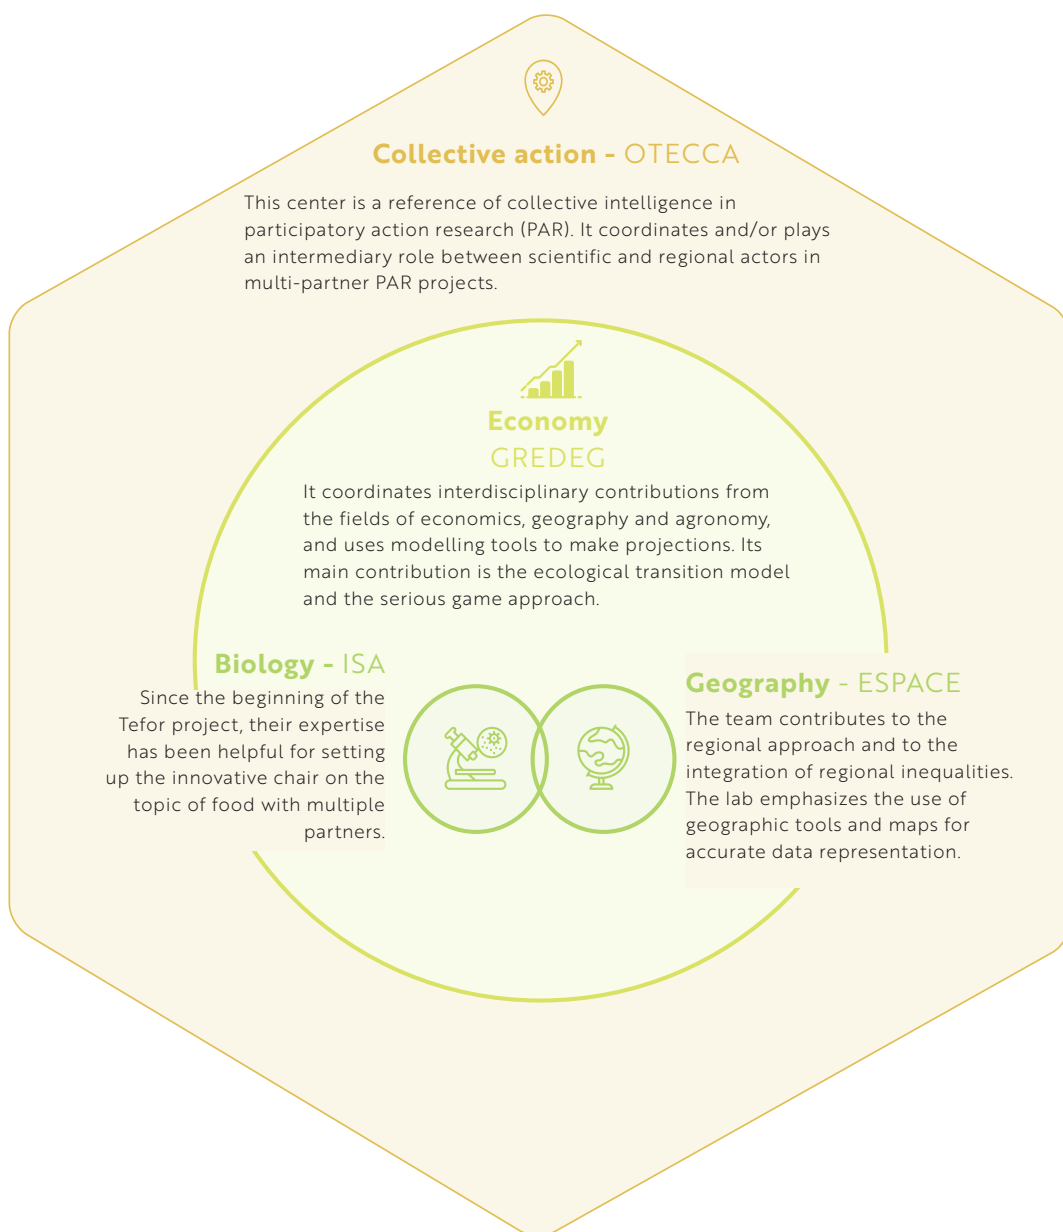 Collective action - OTECCA
This center is a reference of collective intelligence in
participatory action research (PAR). It coordinates and/or plays
an intermediary role between scientific and regional actors in
multi-partner PAR projects.
Economy
GREDEG
It coordinates interdisciplinary contributions from
the fields of economics, geography and agronomy,
and uses modelling tools to make projections. Its
main contribution is the ecological transition model
and the serious game approach.
Biology - ISA
Since the beginning of the
Tefor project, their expertise
has been helpful for setting
up the innovative chair on the
topic of food with multiple
partners.
Geography - ESPACE
The team contributes to the
regional approach and to the
integration of regional inequalities.
The lab emphasizes the use of
geographic tools and maps for
accurate data representation.